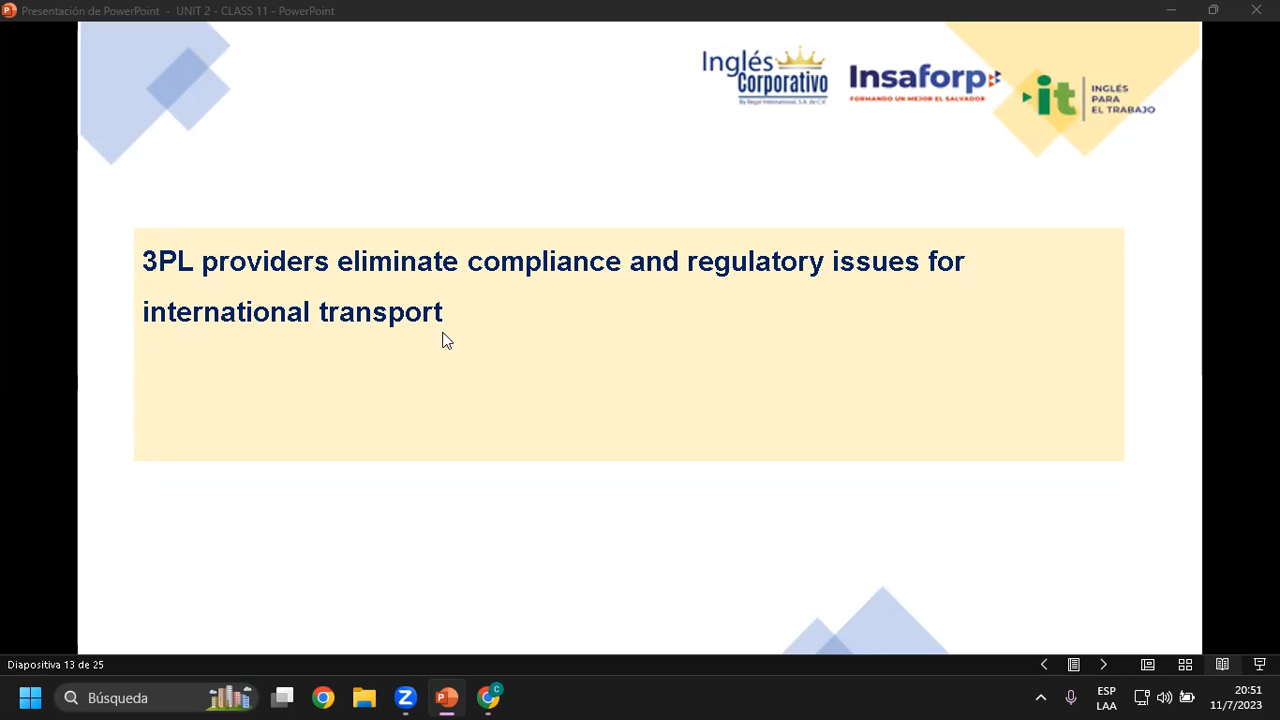 Presentación de PowerPoint - UNIT 2 - CLASS 11 - PowerPoint
Inglés
Corporativo
By Regor International, S.A. de C.V.
Insaforp
FORMANDO UN MEJOR EL SALVADOR
it
INGLÉS
PARA
EL TRABAJO
3PL providers eliminate compliance and regulatory issues for
international transport
Diapositiva 13 de 25
Búsqueda
C
ESP
LAA
20:51
11/7/2023